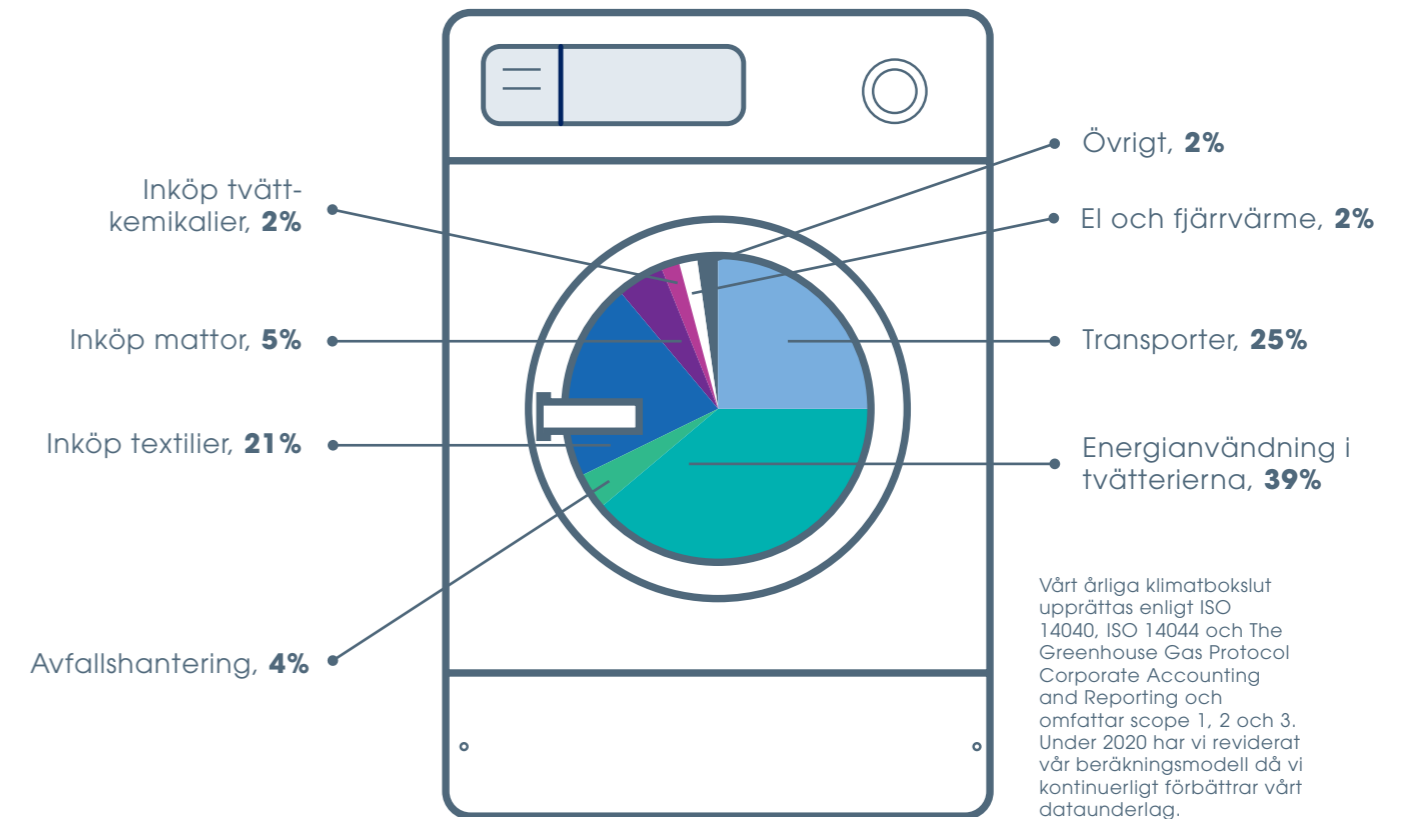 Inköp tvätt-
kemikalier, 2%
Inköp mattor, 5%
Inköp textilier, 21%
Avfallshantering, 4%
Övrigt, 2%
El och fjärrvärme, 2%
Transporter, 25%
Energianvändning i
tvätterierna, 39%
Vårt årliga klimatbokslut
upprättas enligt ISO
14040, ISO 14044 och The
Greenhouse Gas Protocol
Corporate Accounting
and Reporting och
omfattar scope 1, 2 och 3.
Under 2020 har vi reviderat
vår beräkningsmodell då vi
kontinuerligt förbättrar vårt
dataunderlag.